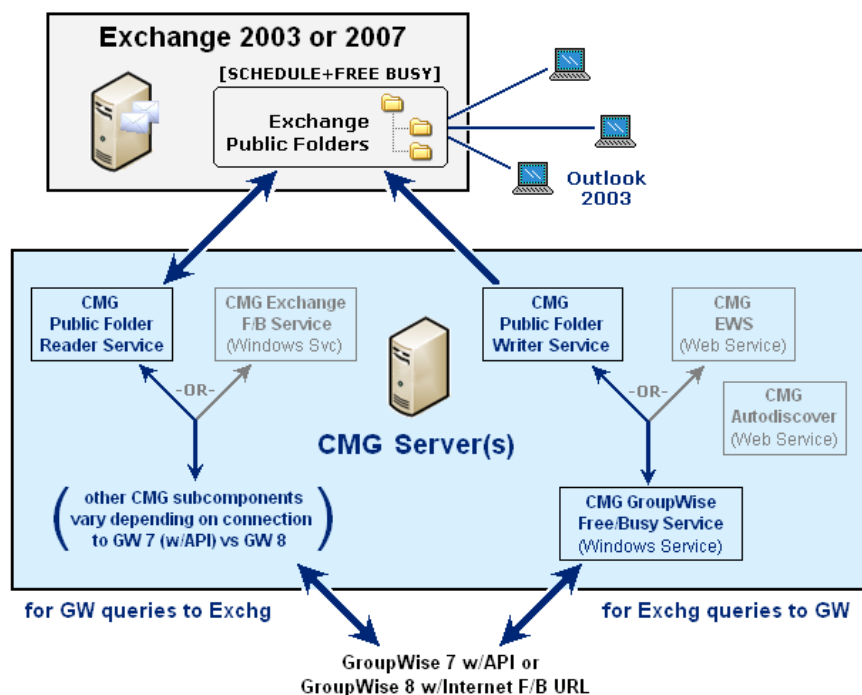 Exchange 2003 or 2007
[SCHEDULE+FREE BUSY]
Exchange
Public Folders
Outlook
2003
CMG
Public Folder
Reader Service
CMG Exchange
F/B Service
(Windows Svc)
CMG
Public Folder
Writer Service
CMG
EWS
(Web Service)
-OR-
-OR-
CMG
Autodiscover
(Web Service)
CMG Server(s)
( other CMG subcomponents
vary depending on connection
to GW 7 (w/API) vs GW 8 )
CMG GroupWise
Free/Busy Service
(Windows Service)
for GW queries to Exchg
for Exchg queries to GW
GroupWise 7 w/API or
GroupWise 8 w/Internet F/B URL